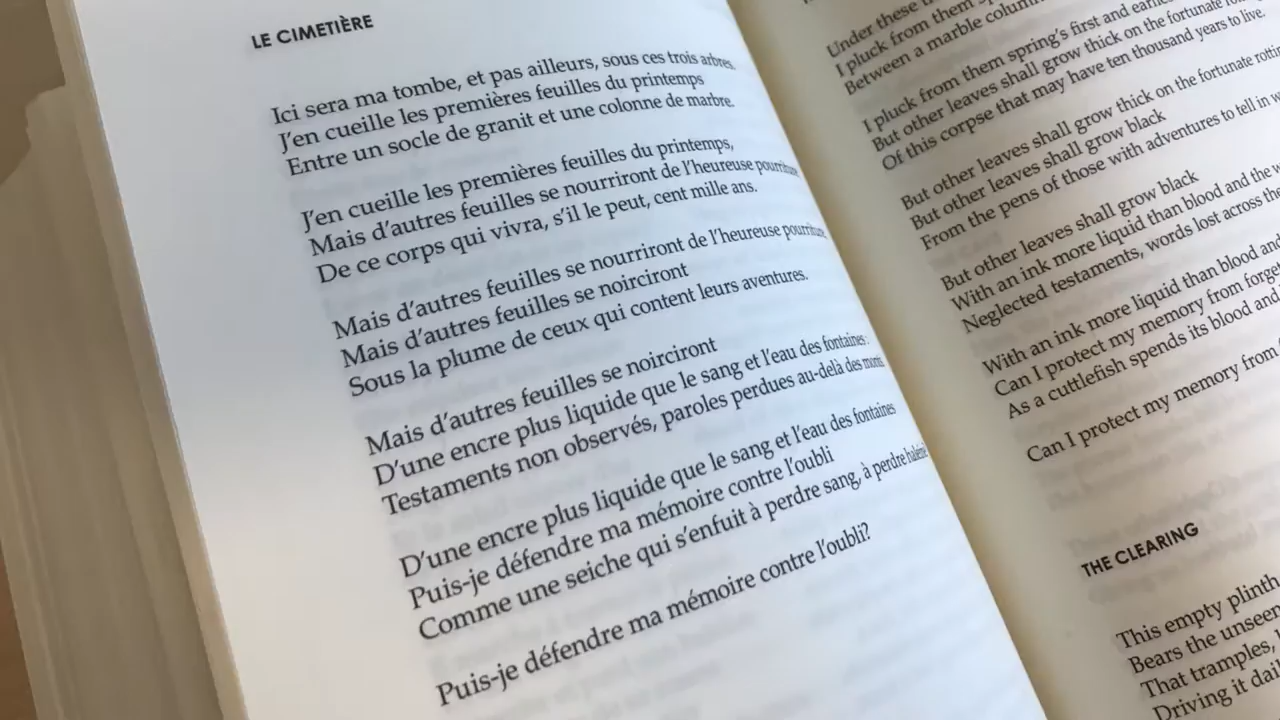 LE CIMETIÈRE
Ici sera ma tombe, et pas ailleurs, sous ces trois arbres.
J'en cueille les premières feuilles du printemps
Entre un socle de granit et une colonne de marbre.
J'en cueille les premières feuilles du printemps,
Mais d'autres feuilles se nourriront de l'heureuse pourriture
De ce corps qui vivra, s'il le peut, cent mille ans.
Mais d'autres feuilles se nourriront de l'heureuse pourriture,
Mais d'autres feuilles se noirciront
Sous la plume de ceux qui content leurs aventures.
Mais d'autres feuilles se noirciront
D'une encre plus liquide que le sang et l'eau des fontaines:
Testaments non observés, paroles perdues au-delà des monts
D'une encre plus liquide que le sang et l'eau des fontaines
Puis-je défendre ma mémoire contre l'oubli
Comme une seiche qui s'enfuit à perdre sang, à perdre haleine
Puis-je défendre ma mémoire contre l'oubli?
Under these
I pluck from them
Between a marble column
I pluck from them spring's first and
But other leaves shall grow thick on the fortunate
Of this corpse that may have ten thousand years to live.
But other leaves shall grow thick on the fortunate
But other leaves shall grow black
From the pens of those with adventures to tell in
But other leaves shall grow black
With an ink more liquid than blood and the
Neglected testaments, words lost across the
With an ink more liquid than blood and
Can I protect my memory from
As a cuttlefish spends its blood and
Can I protect my memory from
THE CLEARING
This empty plinth
Bears the unseen
That tramples,
Driving it